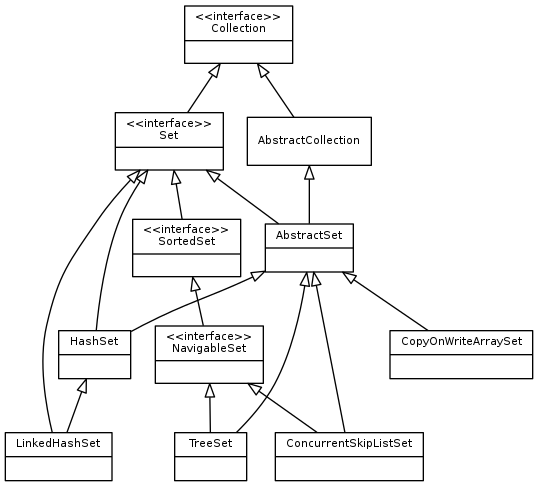 <<interface>>
Collection
<<interface>>
Set
AbstractCollection
<<interface>>
SortedSet
AbstractSet
HashSet
<<interface>>
NavigableSet
CopyOnWriteArraySet
LinkedHashSet
TreeSet
ConcurrentSkipListSet